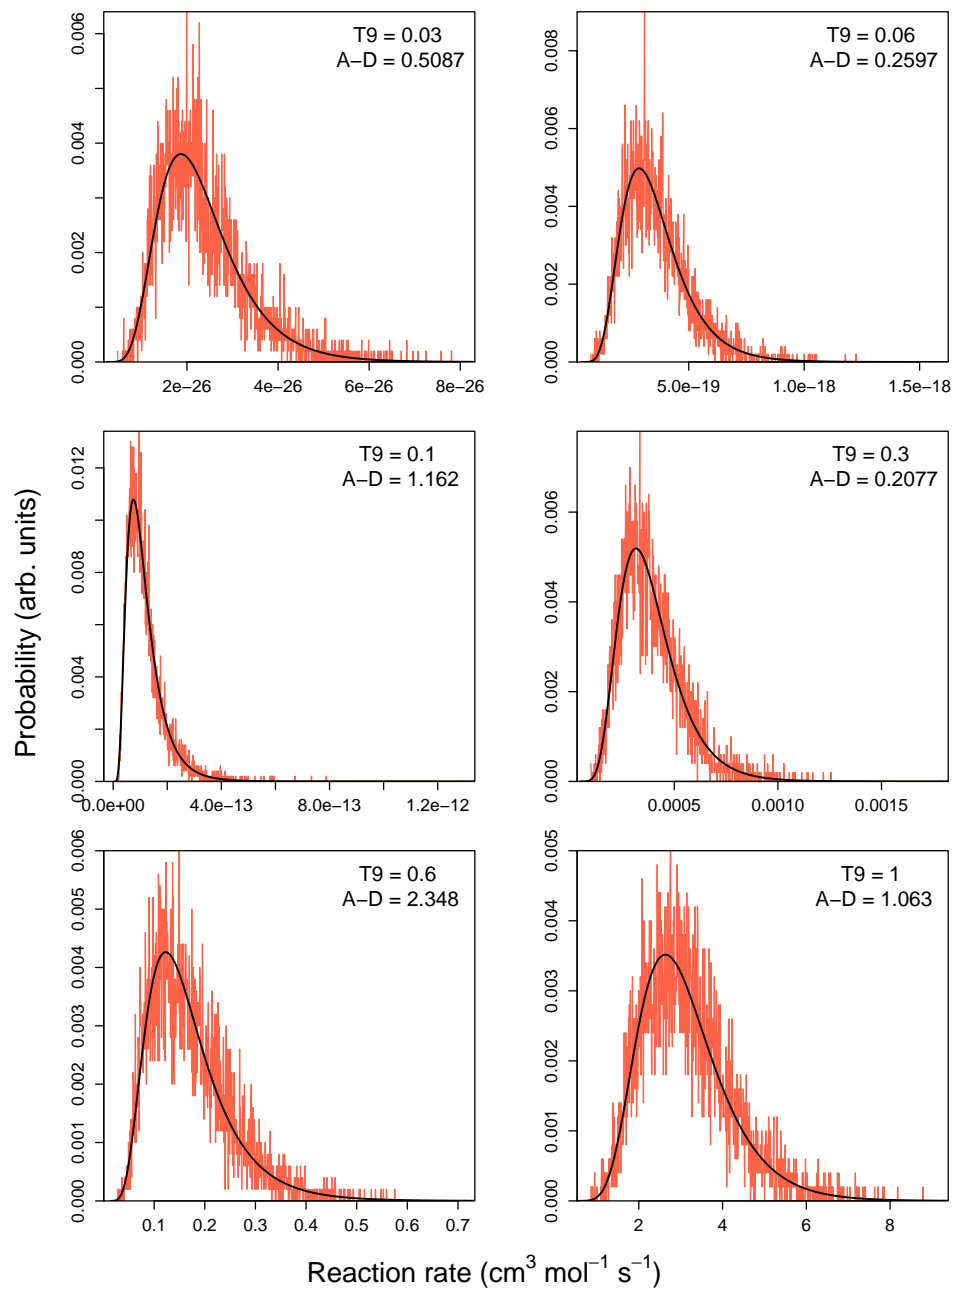 T9 = 0.03
A−D = 0.5087
0.000
0.002
0.004
0.006
2e−26
4e−26
6e−26
8e−26
T9 = 0.06
A−D = 0.2597
0.000
0.002
0.004
0.006
0.008
5.0e−19
1.0e−18
1.5e−18
T9 = 0.1
A−D = 1.162
0.000
0.004
0.008
0.012
0.0e+00
4.0e−13
8.0e−13
1.2e−12
T9 = 0.3
A−D = 0.2077
0.000
0.002
0.004
0.006
0.0005
0.0010
0.0015
T9 = 0.6
A−D = 2.348
0.000
0.001
0.002
0.003
0.004
0.005
0.006
0.1
0.2
0.3
0.4
0.5
0.6
0.7
T9 = 1
A−D = 1.063
0.000
0.001
0.002
0.003
0.004
0.005
2
4
6
8
Probability (arb. units)
Reaction rate (cm³ mol⁻¹ s⁻¹)